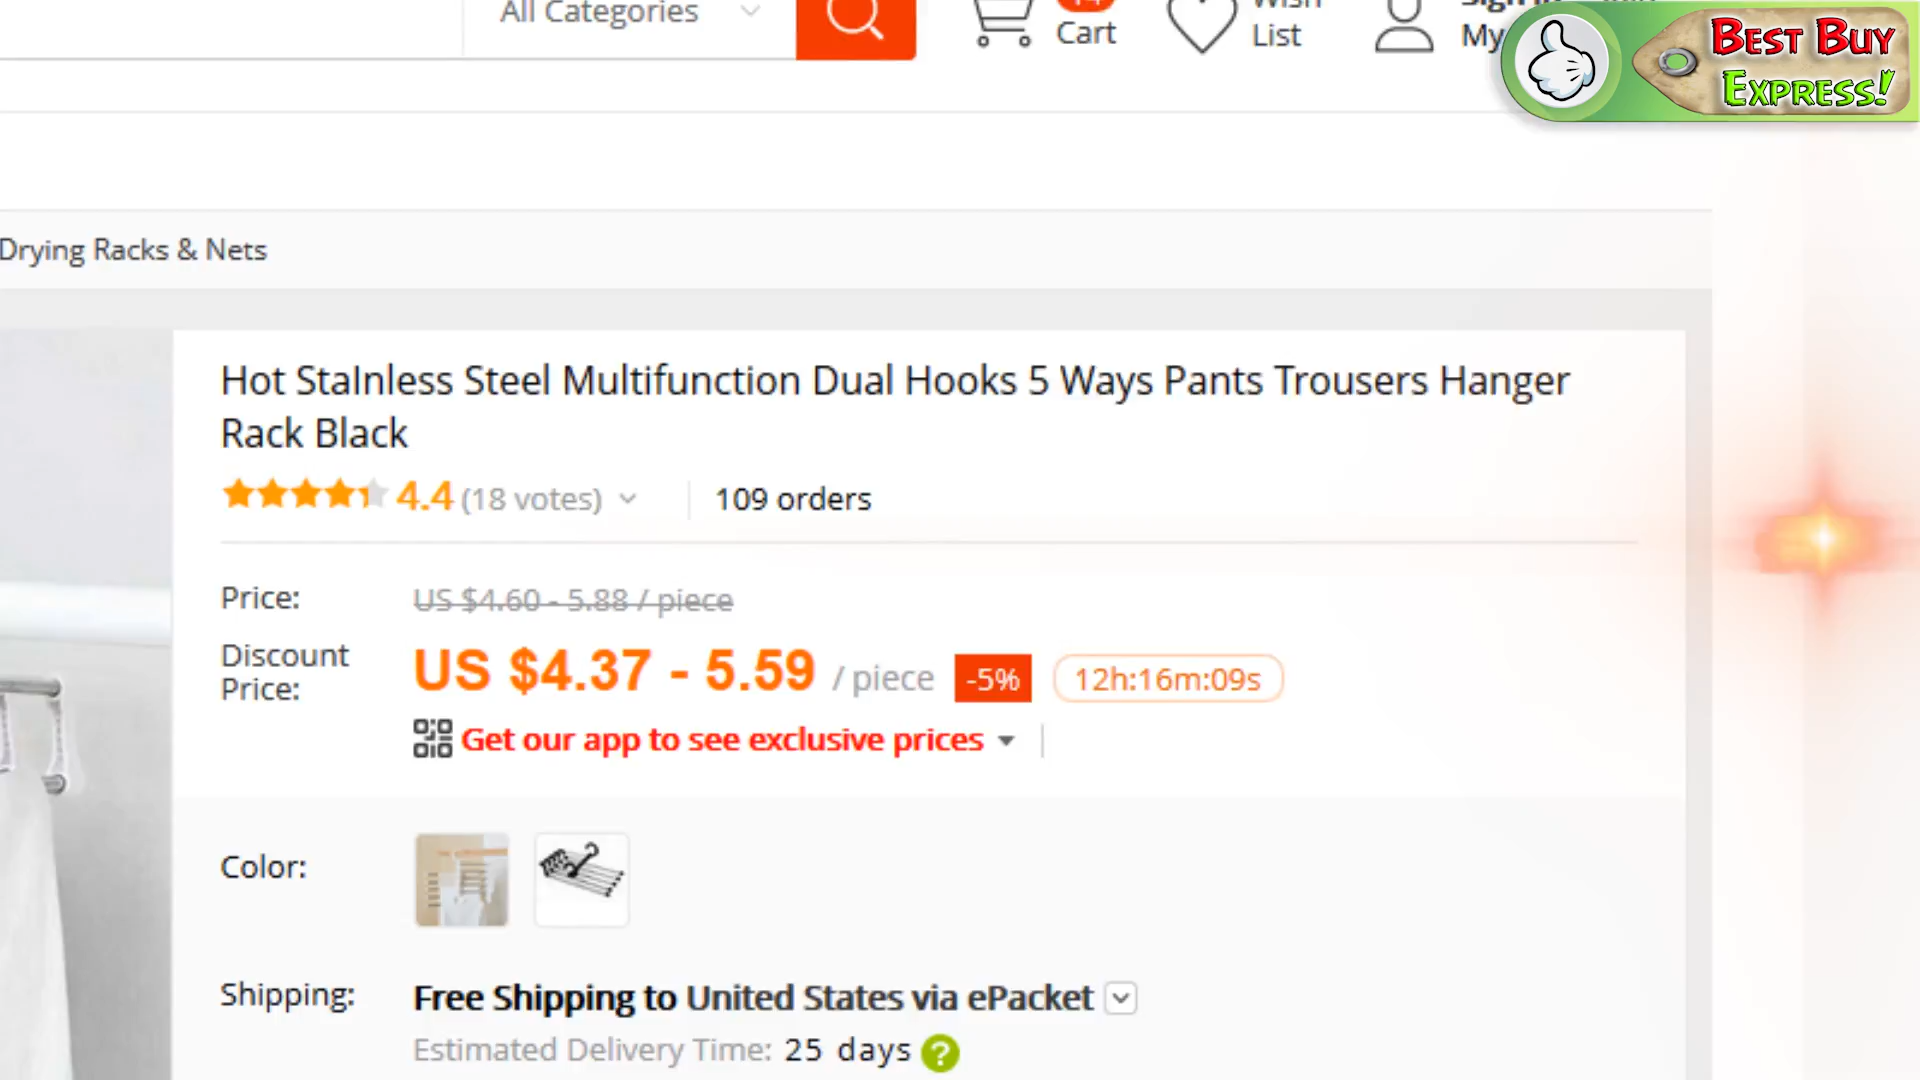 All Categories
Cart
Wish
List
My
Best Buy
Express!
Drying Racks & Nets
Hot StaInless Steel Multifunction Dual Hooks 5 Ways Pants Trousers Hanger
Rack Black
4.4 (18 votes)
109 orders
Price:
US $4.60 - 5.88 / piece
Discount
Price:
US $4.37 - 5.59 / piece
-5%
12h:16m:09s
Get our app to see exclusive prices
Color:
Shipping:
Free Shipping to United States via ePacket
Estimated Delivery Time: 25 days
?